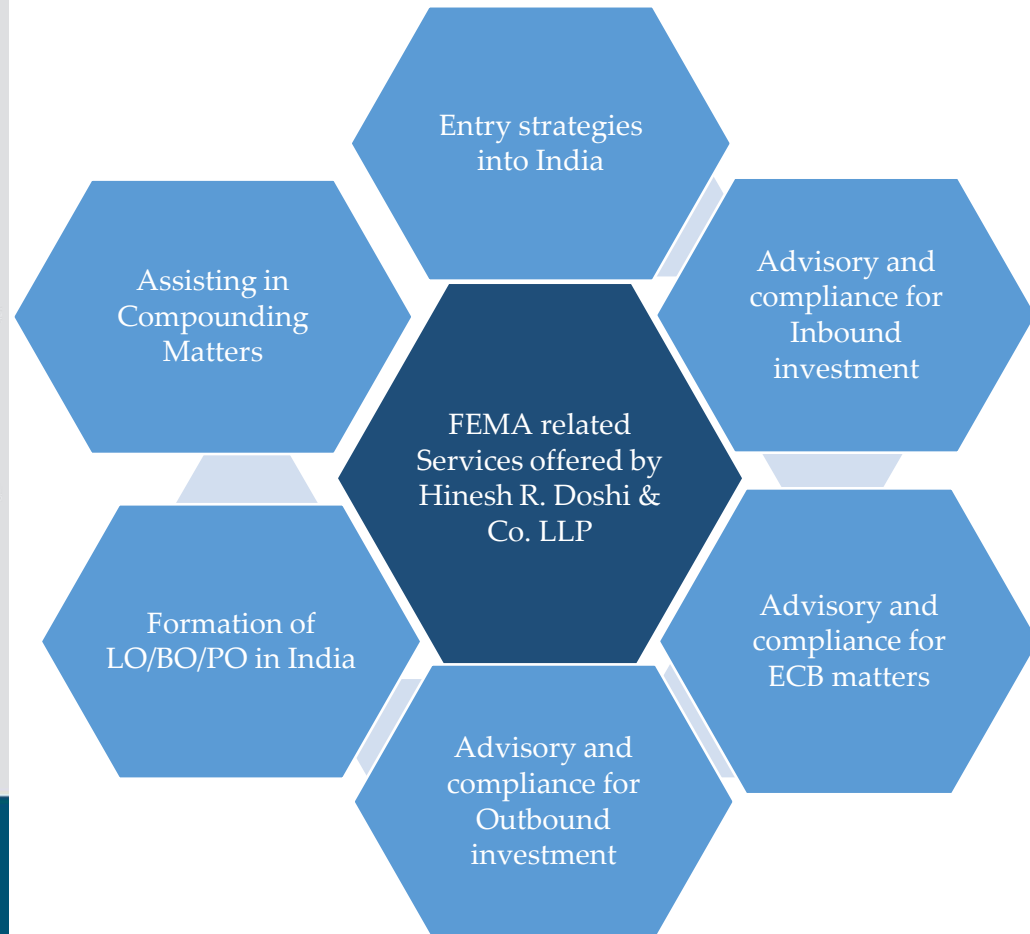 Entry strategies
into India
Advisory and
compliance for
Inbound
investment
Assisting in
Compounding
Matters
FEMA related
Services offered by
Hinesh R. Doshi &
Co. LLP
Advisory and
compliance for
ECB matters
Formation of
LO/BO/PO in India
Advisory and
compliance for
Outbound
investment